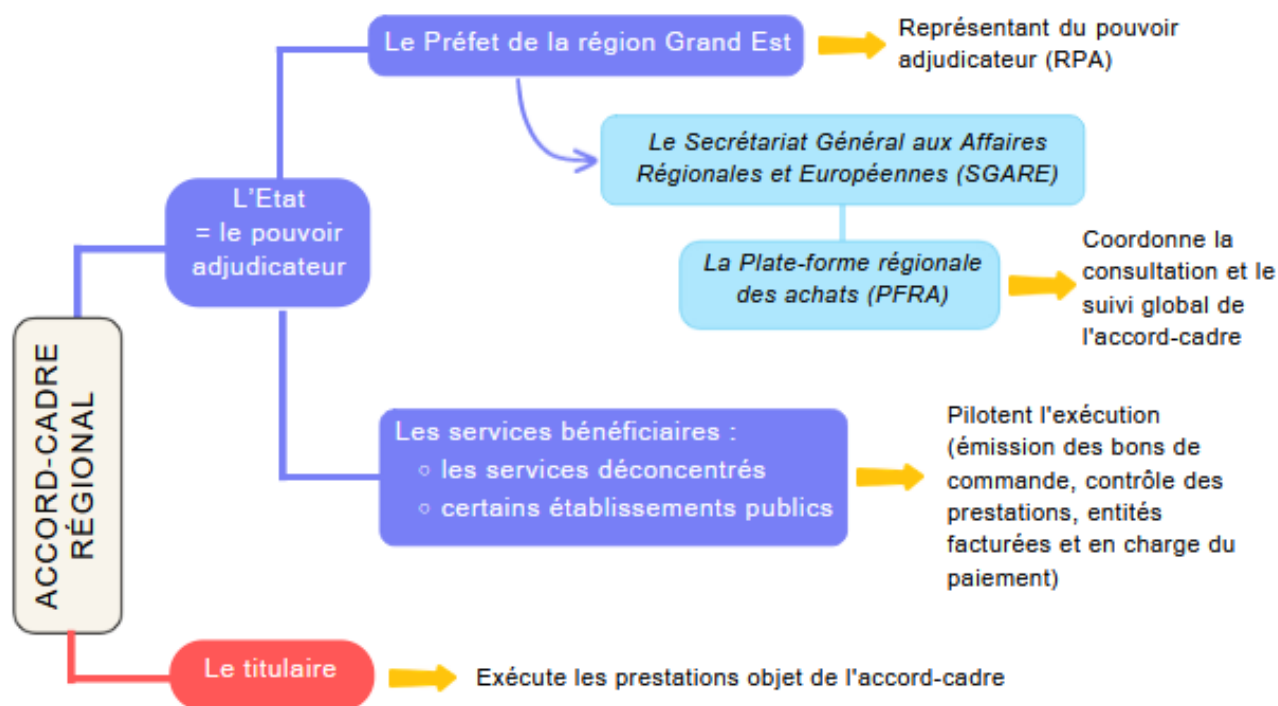 Le Préfet de la région Grand Est
Représentant du pouvoir
adjudicateur (RPA)
Le Secrétariat Général aux Affaires
Régionales et Européennes (SGARE)
L'Etat
= le pouvoir
adjudicateur
La Plate-forme régionale
des achats (PFRA)
Coordonne la
consultation et le
suivi global de
l'accord-cadre
ACCORD-CADRE
RÉGIONAL
Les services bénéficiaires :
○ les services déconcentrés
○ certains établissements publics
Pilotent l'exécution
(émission des bons de
commande, contrôle des
prestations, entités
facturées et en charge du
paiement)
Le titulaire
Exécute les prestations objet de l'accord-cadre